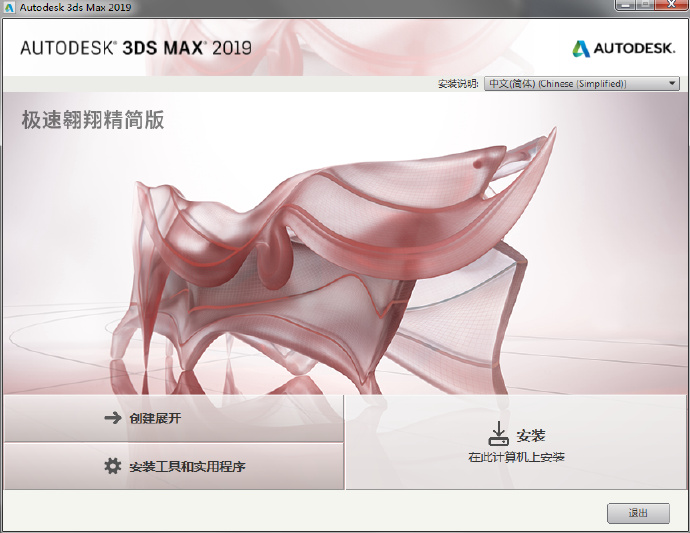 Autodesk 3ds Max 2019
AUTODESK® 3DS MAX® 2019
AUTODESK.
安装说明: 中文(简体) (Chinese (Simplified))
极速翱翔精简版
创建展开
安装
在此计算机上安装
安装工具和实用程序
退出